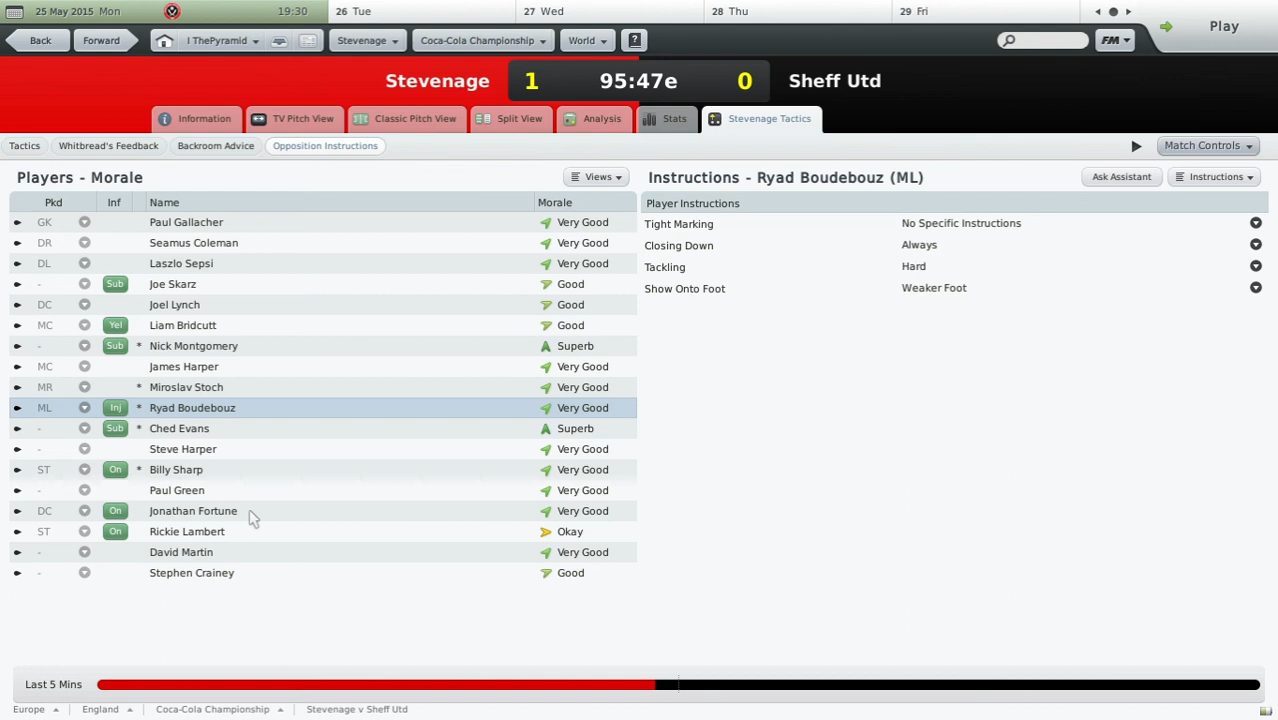 25 May 2015 Mon 19:30 26 Tue 27 Wed 28 Thu 29 Fri
Back Forward I ThePyramid Stevenage Coca-Cola Championship World ? FM Play
Stevenage 1 95:47e 0 Sheff Utd
Information TV Pitch View Classic Pitch View Split View Analysis Stats Stevenage Tactics
Tactics Whitbread's Feedback Backroom Advice Opposition Instructions Match Controls
Players - Morale Views Instructions - Ryad Boudebouz (ML) Ask Assistant Instructions
Pkd Inf Name Morale Player Instructions
GK Paul Gallacher Very Good Tight Marking No Specific Instructions
DR Seamus Coleman Very Good Closing Down Always
DL Laszlo Sepsi Very Good Tackling Hard
- Sub Joe Skarz Good Show Onto Foot Weaker Foot
DC Joel Lynch Good
MC Yel Liam Bridcutt Good
- Sub * Nick Montgomery Superb
MC James Harper Very Good
MR * Miroslav Stoch Very Good
ML Inj * Ryad Boudebouz Very Good
- Sub * Ched Evans Superb
- Steve Harper Very Good
ST On * Billy Sharp Very Good
- Paul Green Very Good
DC On Jonathan Fortune Very Good
ST On Rickie Lambert Okay
- David Martin Very Good
- Stephen Crainey Good
Last 5 Mins
Europe England Coca-Cola Championship Stevenage v Sheff Utd